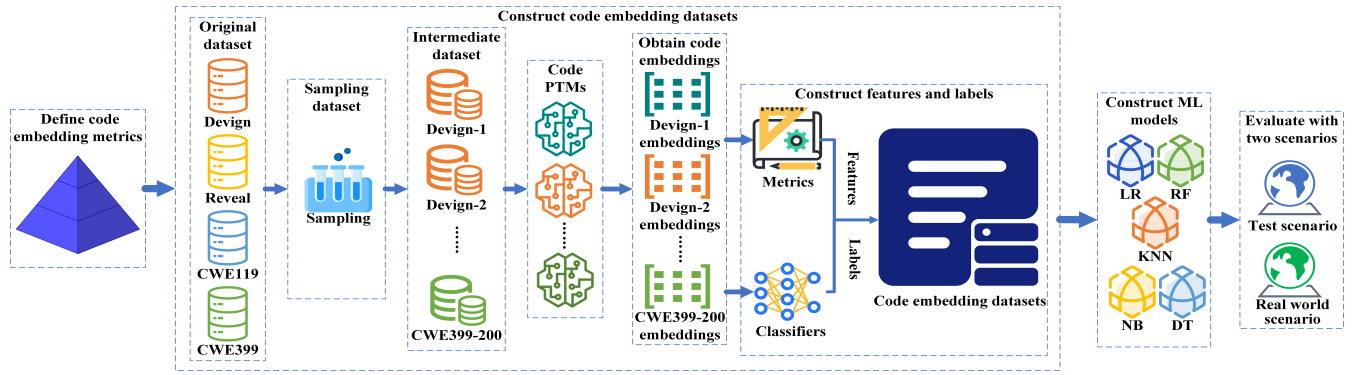 Construct code embedding datasets
Define code
embedding metrics
Original
dataset
Devign
Reveal
CWE119
CWE399
Sampling
dataset
Sampling
Intermediate
dataset
Devign-1
Devign-2
CWE399-200
Code
PTMs
Obtain code
embeddings
Devign-1
embeddings
Devign-2
embeddings
CWE399-200
embeddings
Construct features and labels
Metrics
Classifiers
Features
Labels
Code embedding datasets
Construct ML
models
LR
RF
KNN
NB
DT
Evaluate with
two scenarios
Test scenario
Real world
scenario